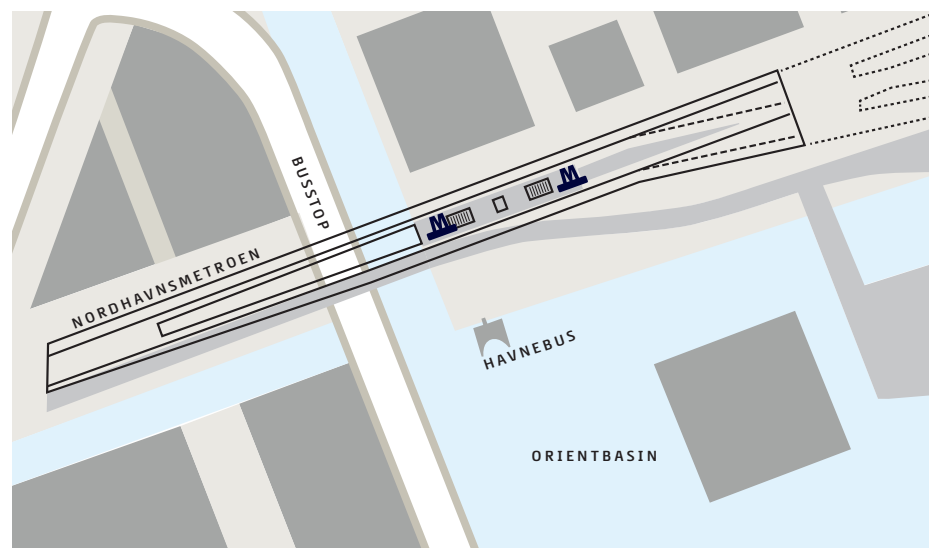 BUSSTOP
M
M
NORDHAVNSMETROEN
HAVNEBUS
ORIENTBASIN